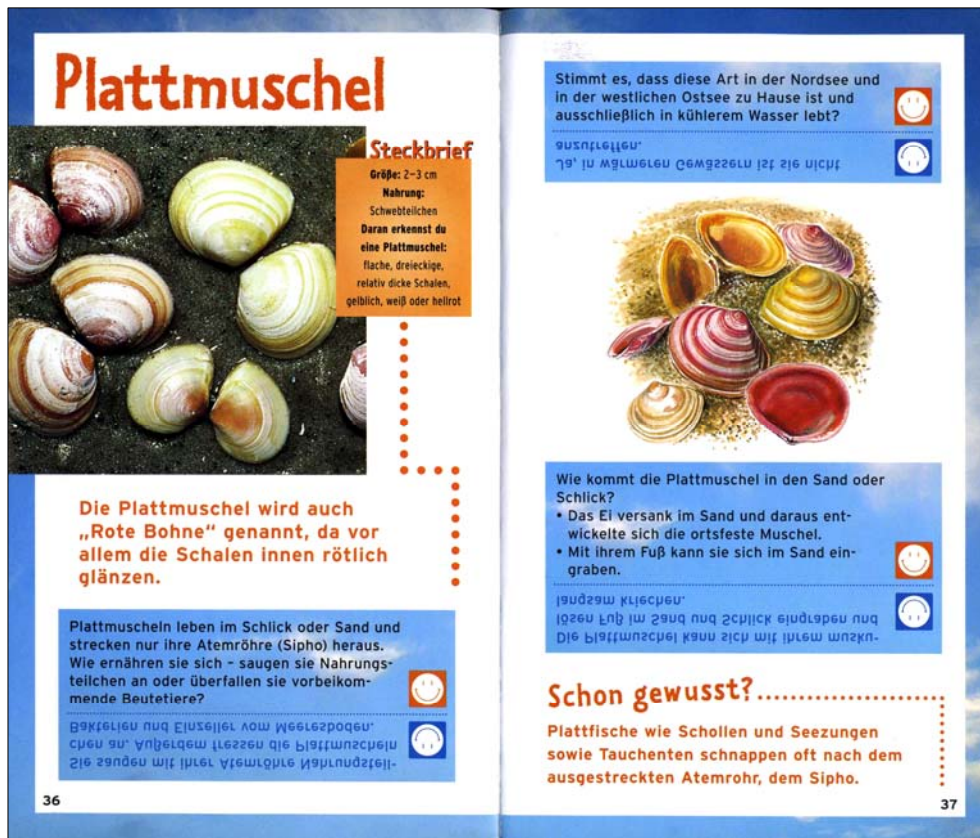 Plattmuschel
Steckbrief
Größe: 2–3 cm
Nahrung:
Schwebteilchen
Daran erkennst du
eine Plattmuschel:
flache, dreieckige,
relativ dicke Schalen,
gelblich, weiß oder hellrot
Die Plattmuschel wird auch
„Rote Bohne“ genannt, da vor
allem die Schalen innen rötlich
glänzen.
Plattmuscheln leben im Schlick oder Sand und
strecken nur ihre Atemröhre (Sipho) heraus.
Wie ernähren sie sich – saugen sie Nahrungs-
teilchen an oder überfallen sie vorbeikom-
mende Beutetiere?
Sie saugen mit ihrer Atemröhre Nahrungsteil-
chen an. Außerdem fressen die Plattmuscheln
Bakterien und Einzeller vom Meeresboden.
36
Stimmt es, dass diese Art in der Nordsee und
in der westlichen Ostsee zu Hause ist und
ausschließlich in kühlerem Wasser lebt?
Ja, in wärmeren Gewässern ist sie nicht
anzutreffen.
Wie kommt die Plattmuschel in den Sand oder
Schlick?
• Das Ei versank im Sand und daraus ent-
wickelte sich die ortsfeste Muschel.
• Mit ihrem Fuß kann sie sich im Sand ein-
graben.
Die Plattmuschel kann sich mit ihrem musku-
lösen Fuß im Sand und Schlick eingraben und
langsam kriechen.
Schon gewusst?
Plattfische wie Schollen und Seezungen
sowie Tauchenten schnappen oft nach dem
ausgestreckten Atemrohr, dem Sipho.
37